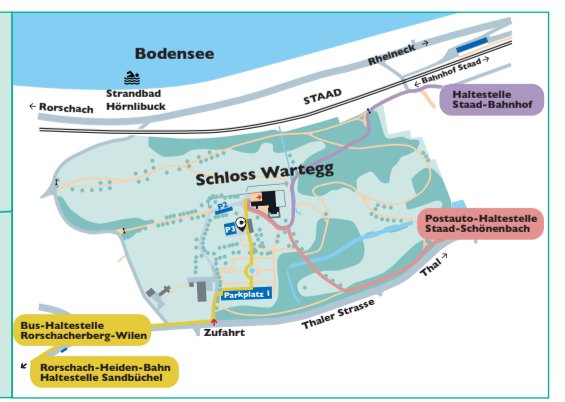 Bodensee
Rheineck →
← Bahnhof Staad →
Strandbad
Hörnlibuck
STAAD
← Rorschach
Haltestelle
Staad-Bahnhof
Schloss Wartegg
P2
P3
Postauto-Haltestelle
Staad-Schönenbach
Thal →
Parkplatz 1
Thaler Strasse
Zufahrt
Bus-Haltestelle
Rorschacherberg-Wilen
Rorschach-Heiden-Bahn
Haltestelle Sandbüchel